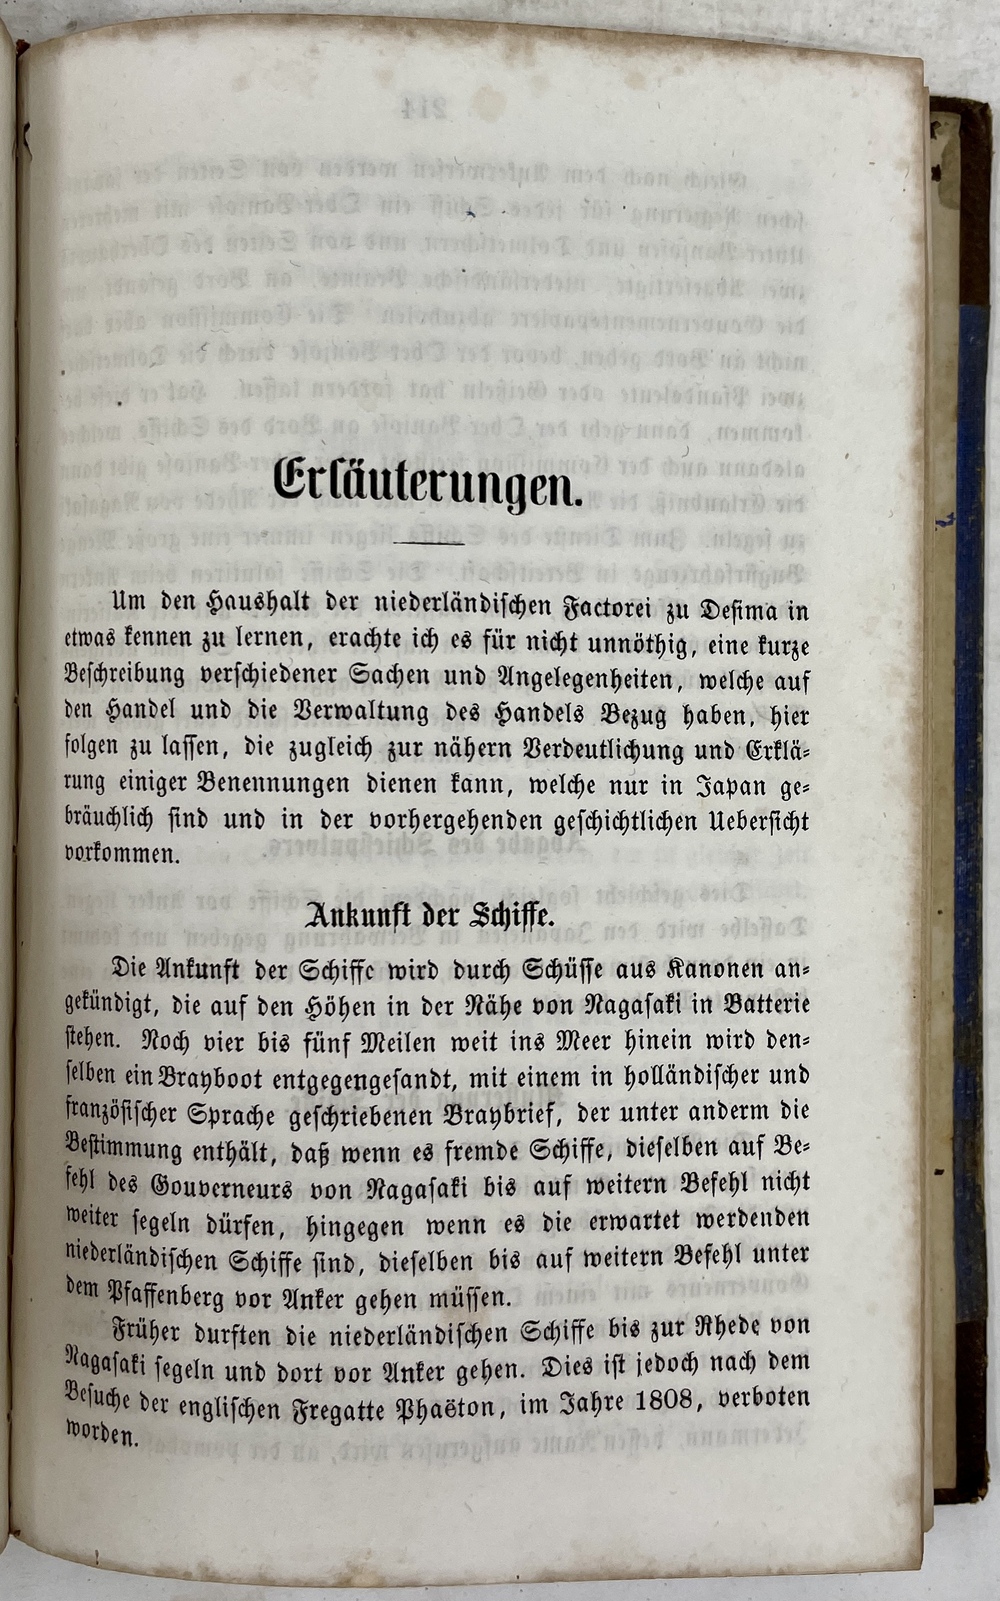 Erläuterungen.
Um den Haushalt der niederländischen Factorei zu Desima in
etwas kennen zu lernen, erachte ich es für nicht unnöthig, eine kurze
Beschreibung verschiedener Sachen und Angelegenheiten, welche auf
den Handel und die Verwaltung des Handels Bezug haben, hier
folgen zu lassen, die zugleich zur nähern Verdeutlichung und Erklä-
rung einiger Benennungen dienen kann, welche nur in Japan ge-
bräuchlich sind und in der vorhergehenden geschichtlichen Uebersicht
vorkommen.
Ankunft der Schiffe.
Die Ankunft der Schiffe wird durch Schüsse aus Kanonen an-
gekündigt, die auf den Höhen in der Nähe von Nagasaki in Batterie
stehen. Noch vier bis fünf Meilen weit ins Meer hinein wird den-
selben ein Brayboot entgegengesandt, mit einem in holländischer und
französischer Sprache geschriebenen Braybrief, der unter anderm die
Bestimmung enthält, daß wenn es fremde Schiffe, dieselben auf Be-
fehl des Gouverneurs von Nagasaki bis auf weitern Befehl nicht
weiter segeln dürfen, hingegen wenn es die erwartet werdenden
niederländischen Schiffe sind, dieselben bis auf weitern Befehl unter
dem Pfaffenberg vor Anker gehen müssen.
Früher durften die niederländischen Schiffe bis zur Rhede von
Nagasaki segeln und dort vor Anker gehen. Dies ist jedoch nach dem
Besuche der englischen Fregatte Phaëton, im Jahre 1808, verboten
worden.